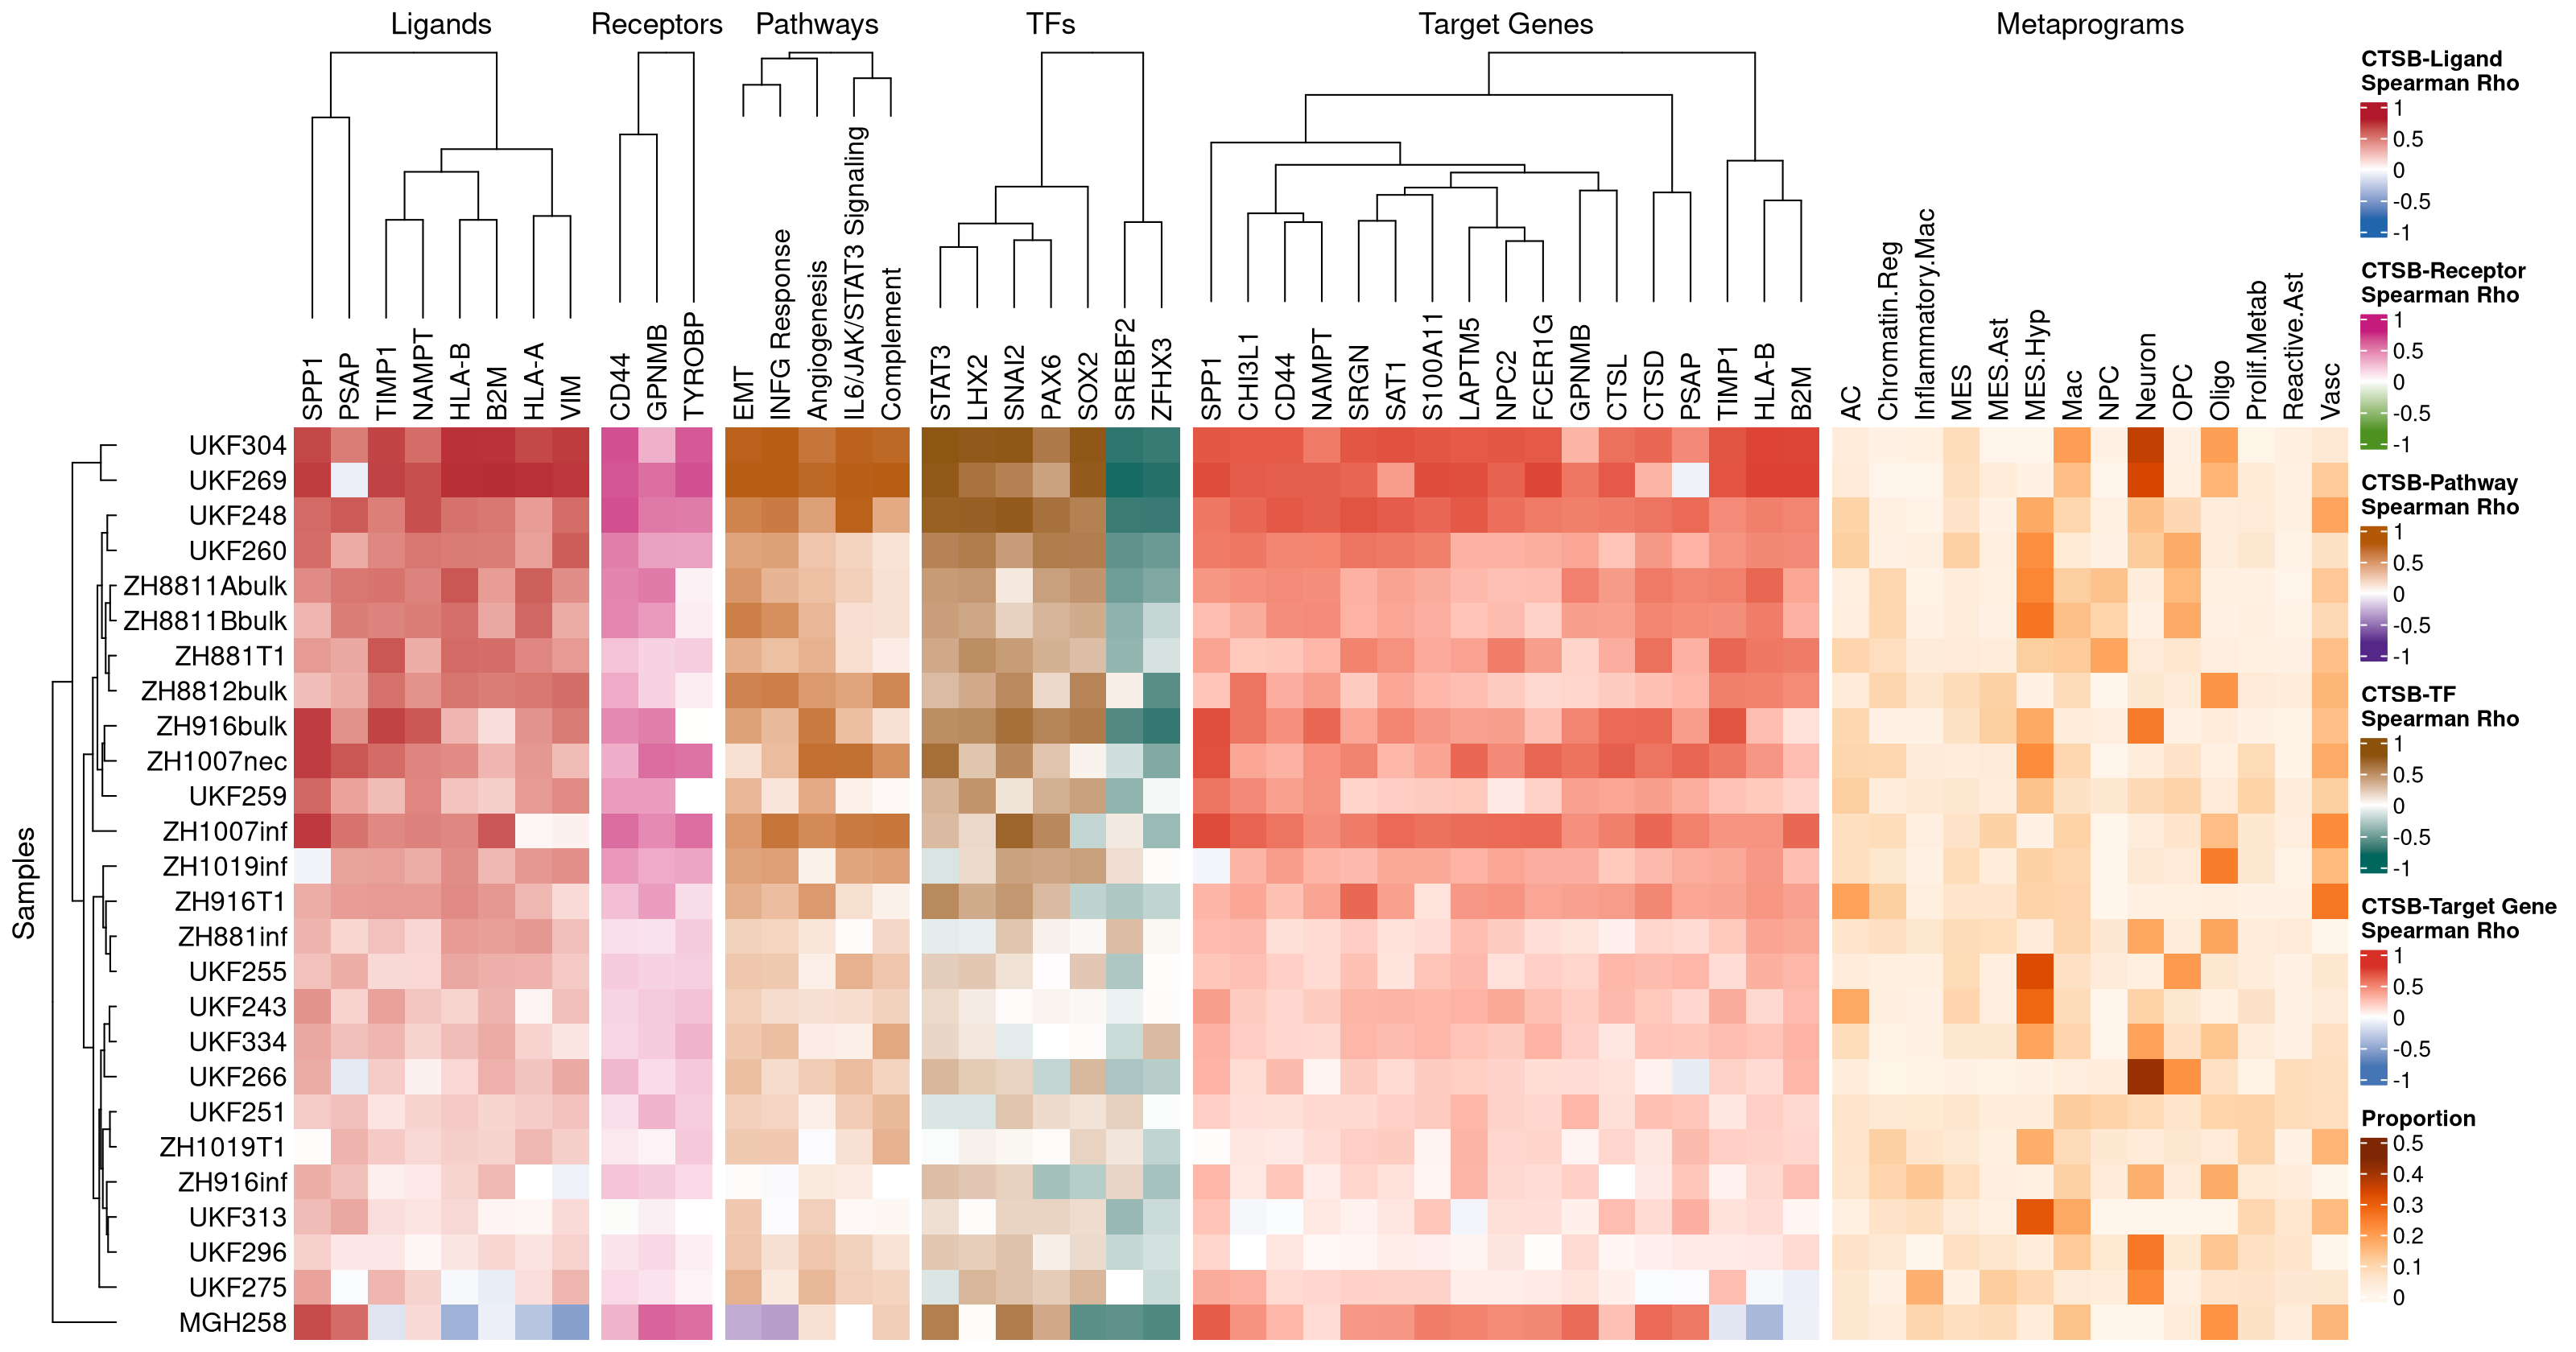 Ligands
Receptors
Pathways
TFs
Target Genes
Metaprograms
SPP1
PSAP
TIMP1
NAMPT
HLA-B
B2M
HLA-A
VIM
CD44
GPNMB
TYROBP
EMT
INFG Response
Angiogenesis
IL6/JAK/STAT3 Signaling
Complement
STAT3
LHX2
SNAI2
PAX6
SOX2
SREBF2
ZFHX3
SPP1
CHI3L1
CD44
NAMPT
SRGN
SAT1
S100A11
LAPTM5
NPC2
FCER1G
GPNMB
CTSL
CTSD
PSAP
TIMP1
HLA-B
B2M
AC
Chromatin.Reg
Inflammatory.Mac
MES
MES.Ast
MES.Hyp
Mac
NPC
Neuron
OPC
Oligo
Prolif.Metab
Reactive.Ast
Vasc
Samples
UKF304
UKF269
UKF248
UKF260
ZH8811Abulk
ZH8811Bbulk
ZH881T1
ZH8812bulk
ZH916bulk
ZH1007nec
UKF259
ZH1007inf
ZH1019inf
ZH916T1
ZH881inf
UKF255
UKF243
UKF334
UKF266
UKF251
ZH1019T1
ZH916inf
UKF313
UKF296
UKF275
MGH258
CTSB-Ligand
Spearman Rho
1
0.5
0
-0.5
-1
CTSB-Receptor
Spearman Rho
1
0.5
0
-0.5
-1
CTSB-Pathway
Spearman Rho
1
0.5
0
-0.5
-1
CTSB-TF
Spearman Rho
1
0.5
0
-0.5
-1
CTSB-Target Gene
Spearman Rho
1
0.5
0
-0.5
-1
Proportion
0.5
0.4
0.3
0.2
0.1
0